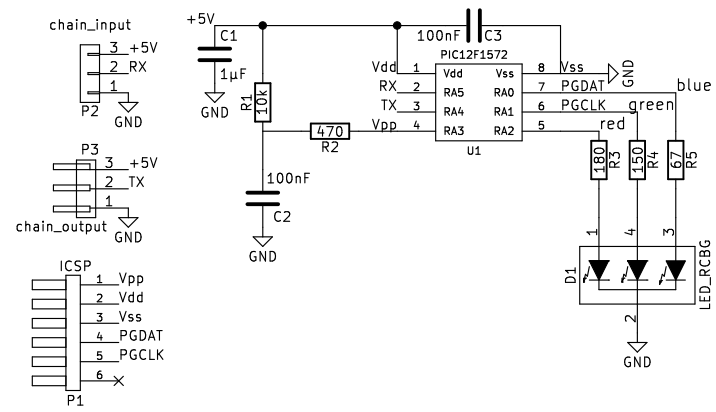 chain_input
3 +5V
2 RX
1
P2
GND
P3
3 +5V
2 TX
1
chain_output
GND
ICSP
1 Vpp
2 Vdd
3 Vss
4 PGDAT
5 PGCLK
6
P1
+5V
C1
1µF
GND
R1
10k
470
R2
100nF
C2
GND
100nF C3
PIC12F1572
Vdd 1 Vdd Vss 8 Vss
RX 2 RA5 RA0 7 PGDAT
TX 3 RA4 RA1 6 PGCLK
Vpp 4 RA3 RA2 5
U1
GND
blue
green
red
180 R3
150 R4
67 R5
1 4 3
D1
LED_RCBG
2
GND